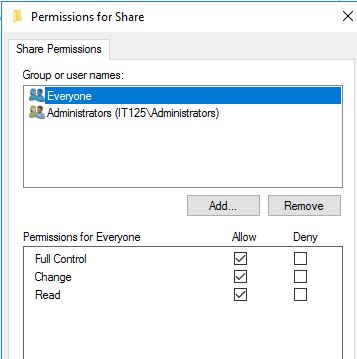 Permissions for Share
Share Permissions
Group or user names:
Everyone
Administrators (IT125\Administrators)
Add... Remove
Permissions for Everyone Allow Deny
Full Control
Change
Read